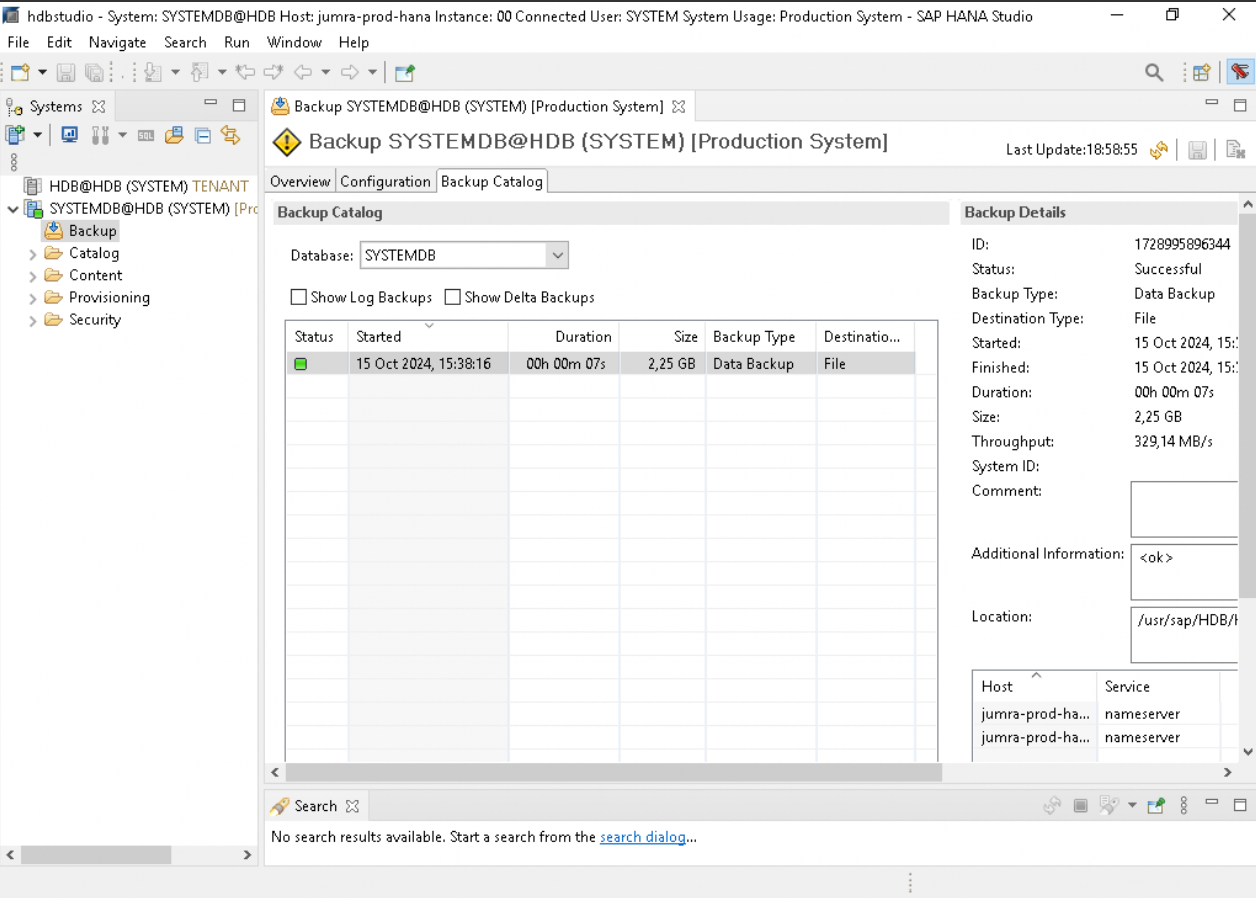 hdbstudio - System: SYSTEMDB@HDB Host: jumra-prod-hana Instance: 00 Connected User: SYSTEM System Usage: Production System - SAP HANA Studio
File Edit Navigate Search Run Window Help
Systems
HDB@HDB (SYSTEM) TENANT
SYSTEMDB@HDB (SYSTEM) [Pro
Backup
Catalog
Content
Provisioning
Security
Backup SYSTEMDB@HDB (SYSTEM) [Production System]
Backup SYSTEMDB@HDB (SYSTEM) [Production System]
Last Update:18:58:55
Overview Configuration Backup Catalog
Backup Catalog
Database: SYSTEMDB
Show Log Backups Show Delta Backups
Status Started Duration Size Backup Type Destinatio...
15 Oct 2024, 15:38:16 00h 00m 07s 2,25 GB Data Backup File
Backup Details
ID: 1728995896344
Status: Successful
Backup Type: Data Backup
Destination Type: File
Started: 15 Oct 2024, 15:
Finished: 15 Oct 2024, 15:
Duration: 00h 00m 07s
Size: 2,25 GB
Throughput: 329,14 MB/s
System ID:
Comment:
Additional Information: <ok>
Location: /usr/sap/HDB/H
Host Service
jumra-prod-ha... nameserver
jumra-prod-ha... nameserver
Search
No search results available. Start a search from the search dialog...